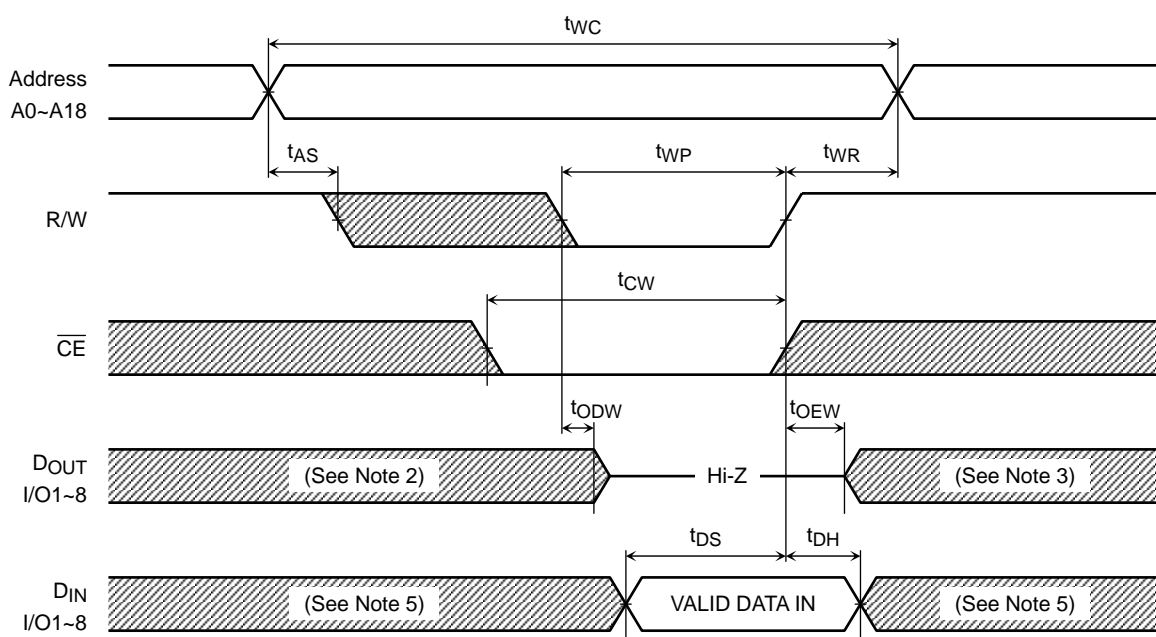 tWC
Address
A0~A18
tAS
tWP
tWR
R/W
tCW
CE
tODW
tOEW
DOUT
I/O1~8
(See Note 2)
Hi-Z
(See Note 3)
tDS
tDH
DIN
I/O1~8
(See Note 5)
VALID DATA IN
(See Note 5)